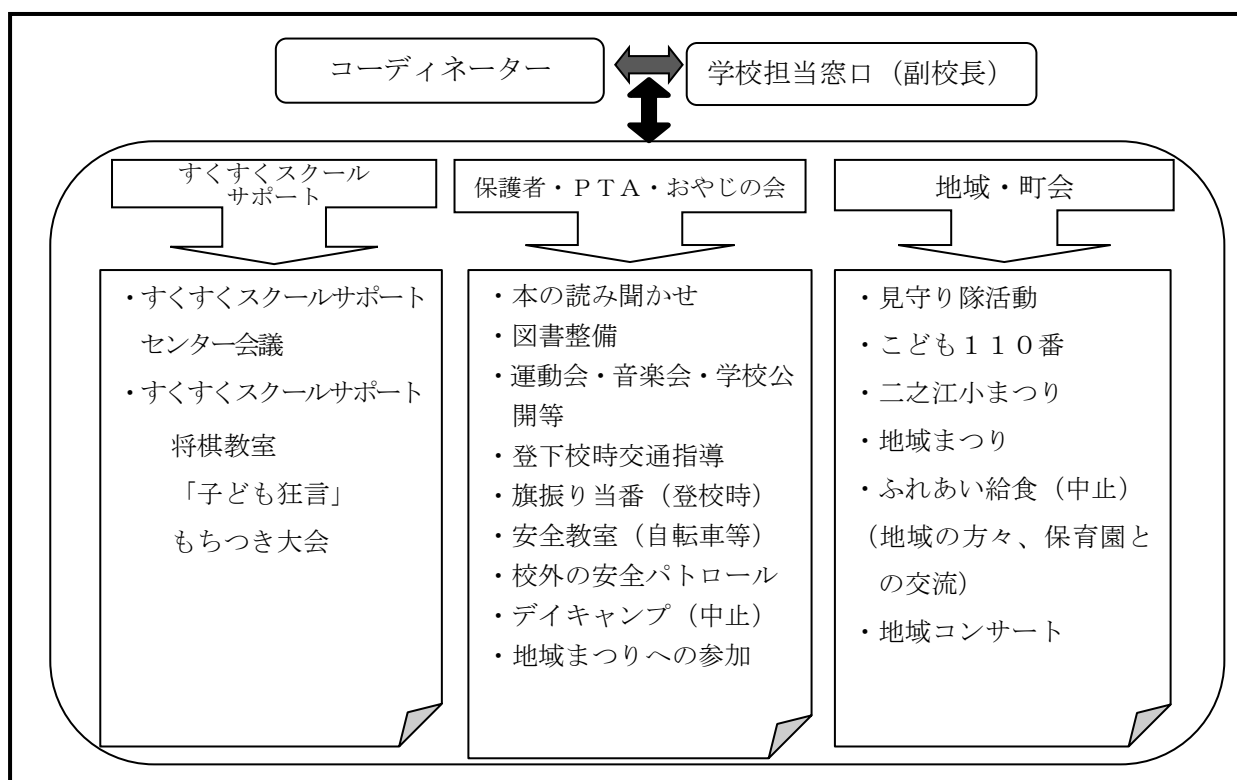 コーディネーター
学校担当窓口（副校長）
すくすくスクール
サポート
・すくすくスクールサポート
センター会議
・すくすくスクールサポート
将棋教室
「子ども狂言」
もちつき大会
保護者・ＰＴＡ・おやじの会
・本の読み聞かせ
・図書整備
・運動会・音楽会・学校公
開等
・登下校時交通指導
・旗振り当番（登校時）
・安全教室（自転車等）
・校外の安全パトロール
・デイキャンプ（中止）
・地域まつりへの参加
地域・町会
・見守り隊活動
・こども１１０番
・二之江小まつり
・地域まつり
・ふれあい給食（中止）
（地域の方々、保育園と
の交流）
・地域コンサート